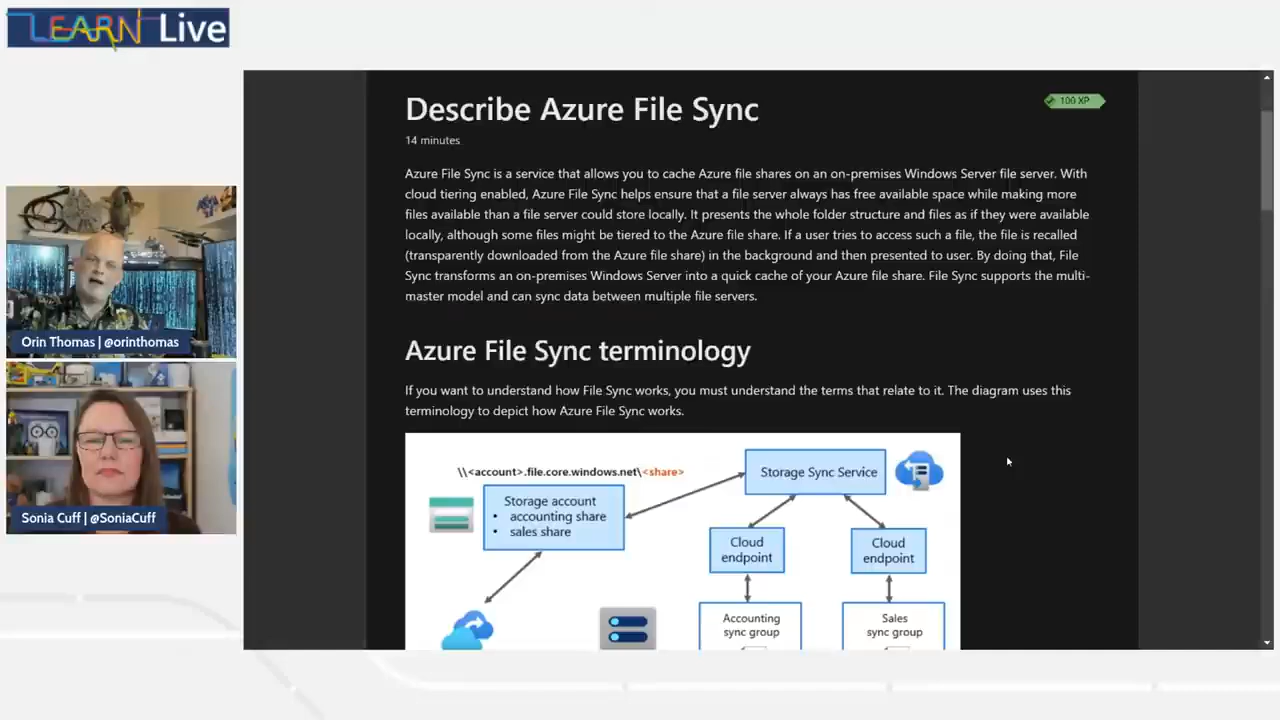 LEARN Live
Describe Azure File Sync
100 XP
14 minutes
Azure File Sync is a service that allows you to cache Azure file shares on an on-premises Windows Server file server. With
cloud tiering enabled, Azure File Sync helps ensure that a file server always has free available space while making more
files available than a file server could store locally. It presents the whole folder structure and files as if they were available
locally, although some files might be tiered to the Azure file share. If a user tries to access such a file, the file is recalled
(transparently downloaded from the Azure file share) in the background and then presented to user. By doing that, File
Sync transforms an on-premises Windows Server into a quick cache of your Azure file share. File Sync supports the multi-
master model and can sync data between multiple file servers.
Azure File Sync terminology
If you want to understand how File Sync works, you must understand the terms that relate to it. The diagram uses this
terminology to depict how Azure File Sync works.
\\<account>.file.core.windows.net\<share>
Storage Sync Service
Storage account
• accounting share
• sales share
Cloud
endpoint
Cloud
endpoint
Accounting
sync group
Sales
sync group
Orin Thomas | @orinthomas
Sonia Cuff | @SoniaCuff